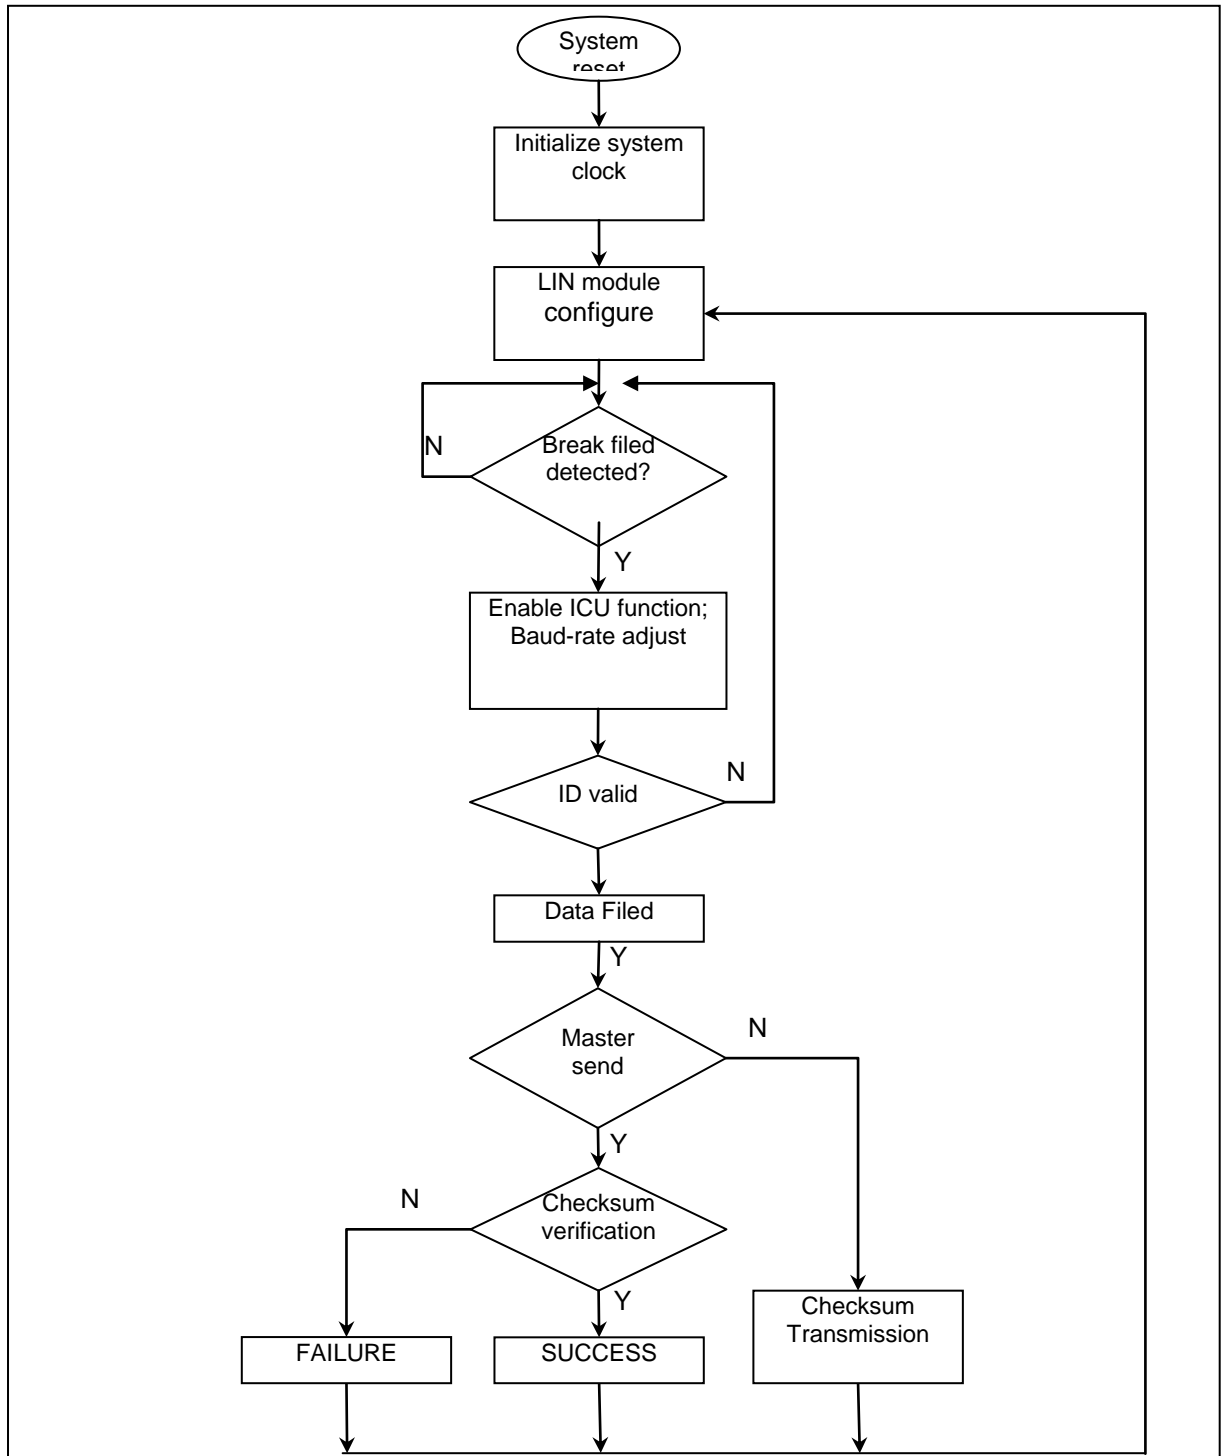 System
reset
Initialize system
clock
LIN module
configure
N
Break filed
detected?
Y
Enable ICU function;
Baud-rate adjust
N
ID valid
Data Filed
Y
N
Master
send
Y
N
Checksum
verification
Y
Checksum
Transmission
FAILURE
SUCCESS